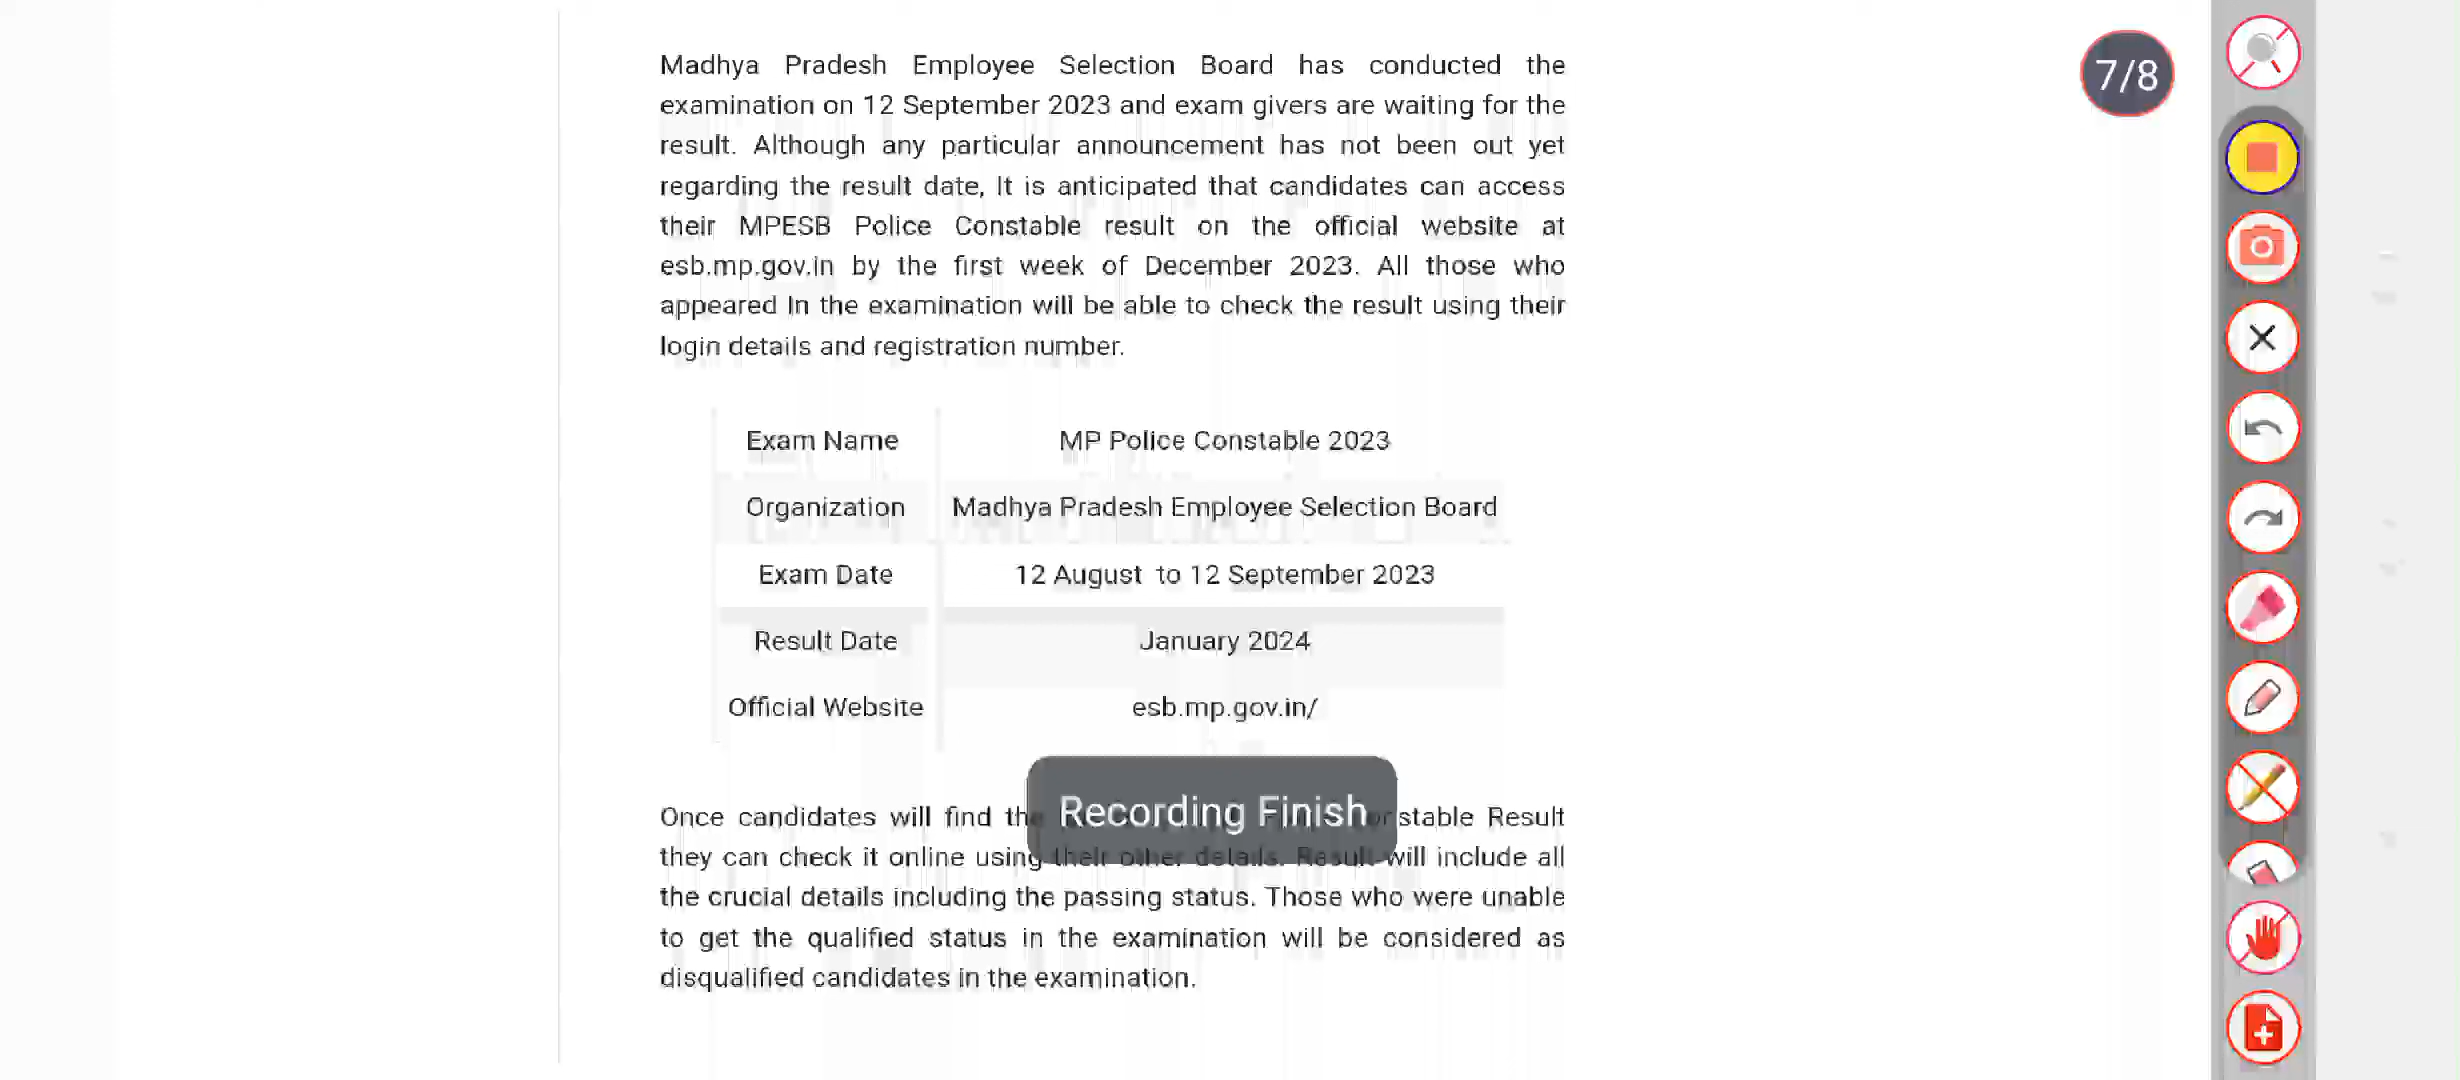 Madhya Pradesh Employee Selection Board has conducted the
examination on 12 September 2023 and exam givers are waiting for the
result. Although any particular announcement has not been out yet
regarding the result date, It is anticipated that candidates can access
their MPESB Police Constable result on the official website at
esb.mp.gov.in by the first week of December 2023. All those who
appeared In the examination will be able to check the result using their
login details and registration number.
Exam Name MP Police Constable 2023
Organization Madhya Pradesh Employee Selection Board
Exam Date 12 August to 12 September 2023
Result Date January 2024
Official Website esb.mp.gov.in/
Once candidates will find the stable Result
they can check it online using their other details. Result will include all
the crucial details including the passing status. Those who were unable
to get the qualified status in the examination will be considered as
disqualified candidates in the examination.
Recording Finish
7/8